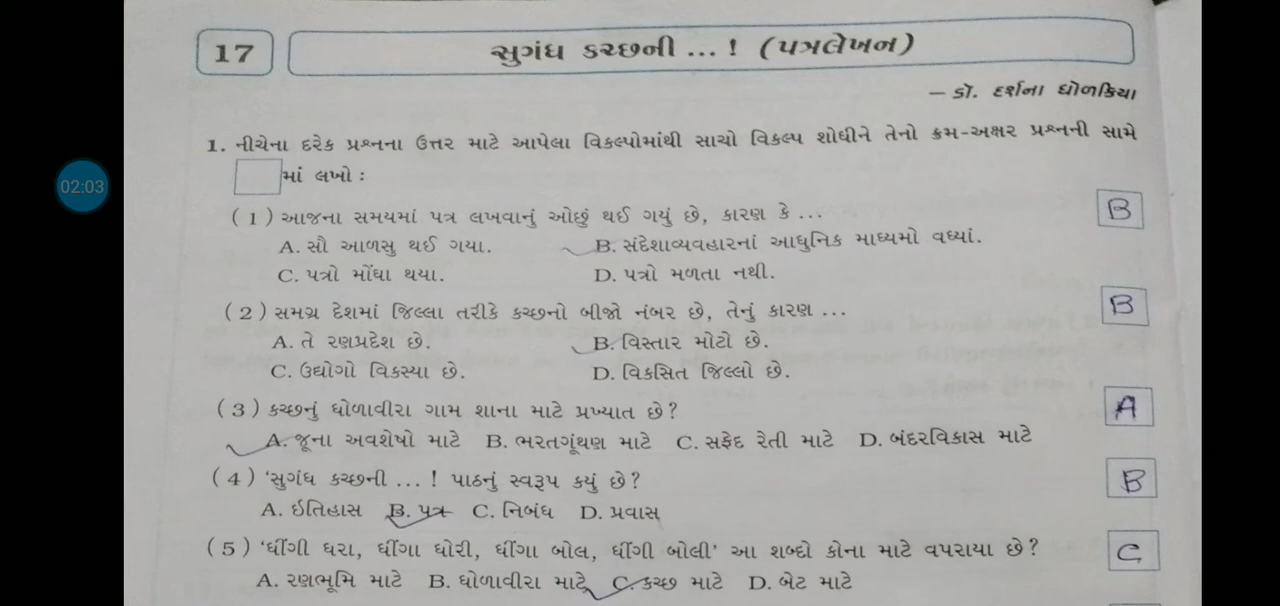 17
સુગંધ કચ્છની ... ! (પત્રલેખન)
– ડૉ. દર્શના ધોળકિયા
02:03
1. નીચેના દરેક પ્રશ્નના ઉત્તર માટે આપેલા વિકલ્પોમાંથી સાચો વિકલ્પ શોધીને તેનો ક્રમ-અક્ષર પ્રશ્નની સામે
માં લખો :
(1) આજના સમયમાં પત્ર લખવાનું ઓછું થઈ ગયું છે, કારણ કે ... B
A. સૌ આળસુ થઈ ગયા. B. સંદેશાવ્યવહારનાં આધુનિક માધ્યમો વધ્યાં.
C. પત્રો મોંઘા થયા. D. પત્રો મળતા નથી.
(2) સમગ્ર દેશમાં જિલ્લા તરીકે કચ્છનો બીજો નંબર છે, તેનું કારણ ... B
A. તે રણપ્રદેશ છે. B. વિસ્તાર મોટો છે.
C. ઉદ્યોગો વિકસ્યા છે. D. વિકસિત જિલ્લો છે.
(3) કચ્છનું ધોળાવીરા ગામ શાના માટે પ્રખ્યાત છે? A
A. જૂના અવશેષો માટે B. ભરતગૂંથણ માટે C. સફેદ રેતી માટે D. બંદરવિકાસ માટે
(4) 'સુગંધ કચ્છની ... ! પાઠનું સ્વરૂપ કયું છે? B
A. ઇતિહાસ B. પત્ર C. નિબંધ D. પ્રવાસ
(5) 'ધીંગી ધરા, ધીંગા ધોરી, ધીંગા બોલ, ધીંગી બોલી' આ શબ્દો કોના માટે વપરાયા છે? C
A. રણભૂમિ માટે B. ધોળાવીરા માટે C. કચ્છ માટે D. બેટ માટે